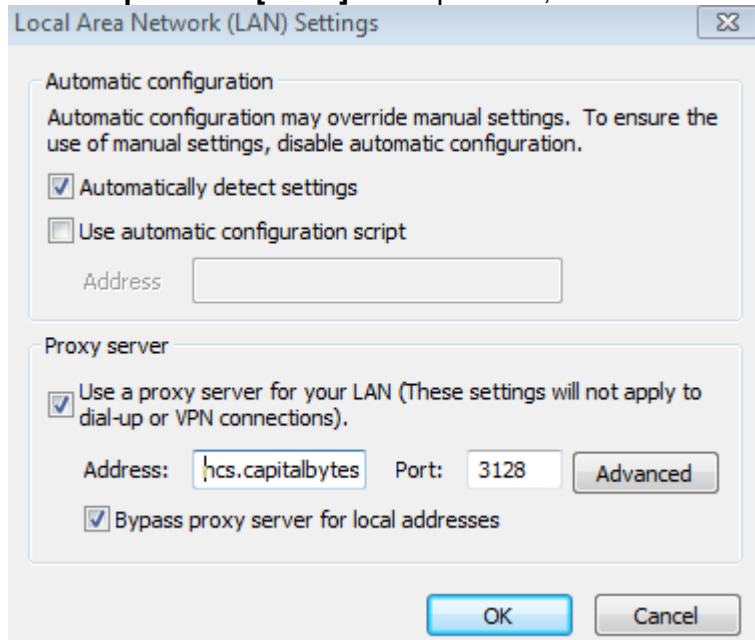 Local Area Network (LAN) Settings
Automatic configuration
Automatic configuration may override manual settings. To ensure the
use of manual settings, disable automatic configuration.
Automatically detect settings
Use automatic configuration script
Address
Proxy server
Use a proxy server for your LAN (These settings will not apply to
dial-up or VPN connections).
Address: hcs.capitalbytes Port: 3128 Advanced
Bypass proxy server for local addresses
OK Cancel